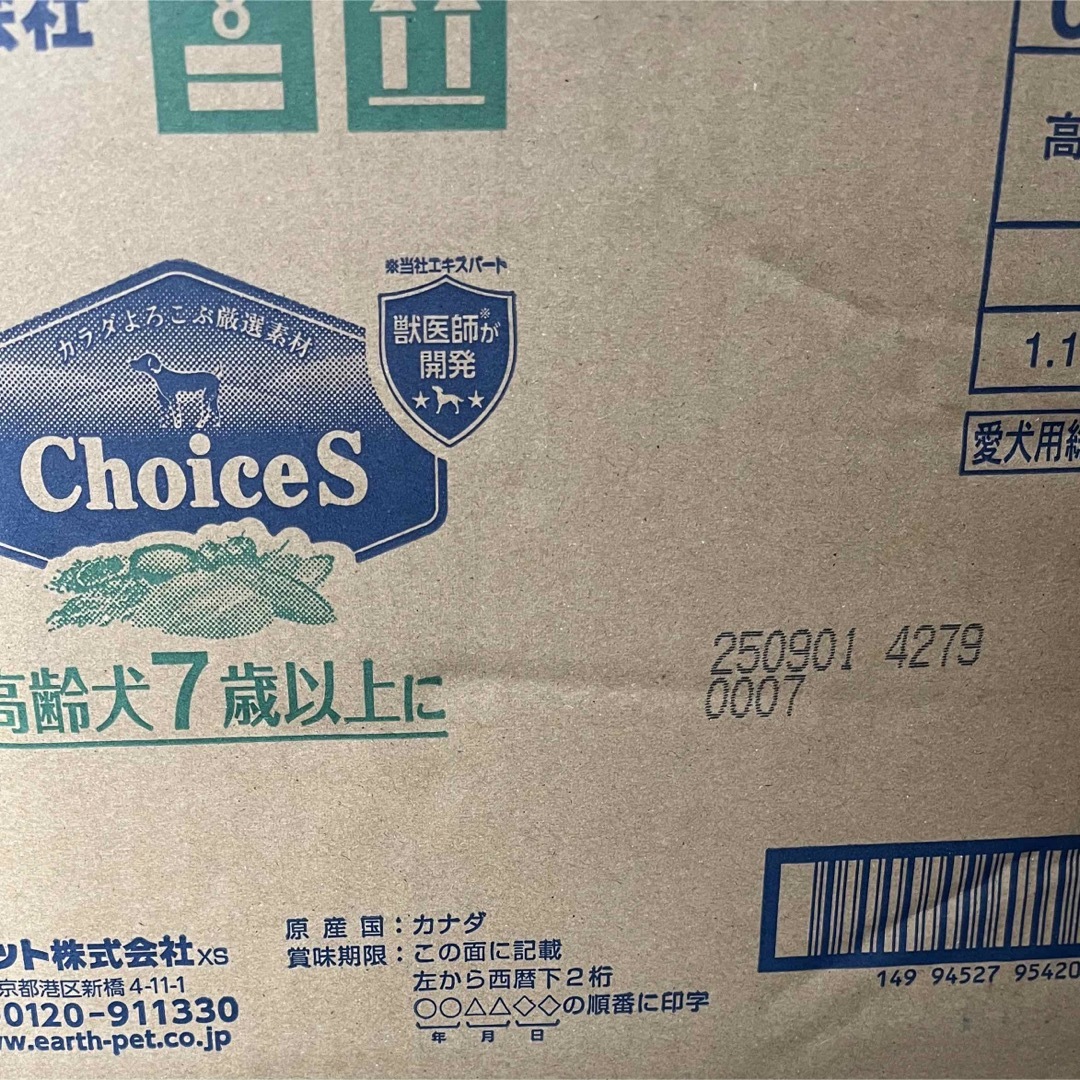 会社
8
高
1.1
愛犬用総
※当社エキスパート
獣医師※が
開発
カラダよろこぶ厳選素材
ChoiceS
高齢犬7歳以上に
250901 4279
0007
149 94527 95420
原産国：カナダ
賞味期限：この面に記載
左から西暦下2桁
○○△△◇◇の順番に印字
年 月 日
ット株式会社XS
京都港区新橋4-11-1
0120-911330
w.earth-pet.co.jp